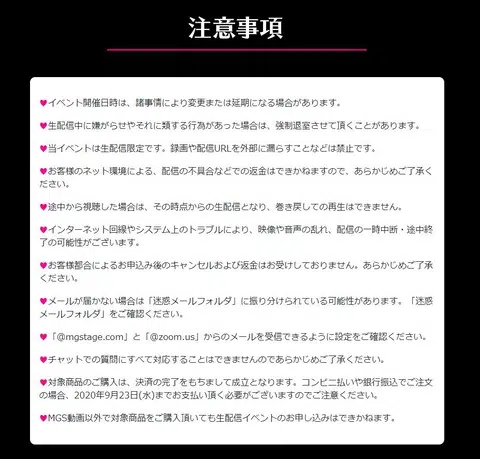 注意事項
♥イベント開催日時は、諸事情により変更または延期になる場合があります。
♥生配信中に嫌がらせやそれに類する行為があった場合は、強制退室させて頂くことがあります。
♥当イベントは生配信限定です。録画や配信URLを外部に漏らすことなどは禁止です。
♥お客様のネット環境による、配信の不具合などでの返金はできかねますので、あらかじめご了承く
ださい。
♥途中から視聴した場合は、その時点からの生配信となり、巻き戻しての再生はできません。
♥インターネット回線やシステム上のトラブルにより、映像や音声の乱れ、配信の一時中断・途中終
了の可能性がございます。
♥お客様都合によるお申込み後のキャンセルおよび返金はお受けしておりません。あらかじめご了承
ください。
♥メールが届かない場合は「迷惑メールフォルダ」に振り分けられている可能性があります。「迷惑
メールフォルダ」をご確認ください。
♥「@mgstage.com」と「@zoom.us」からのメールを受信できるように設定をご確認ください。
♥チャットでの質問にすべて対応することはできませんのであらかじめご了承ください。
♥対象商品のご購入は、決済の完了をもちまして成立となります。コンビニ払いや銀行振込でご注文
の場合、2020年9月23日(水)までお支払い頂く必要がございますのでご注意ください。
♥MGS動画以外で対象商品をご購入頂いても生配信イベントのお申し込みはできかねます。